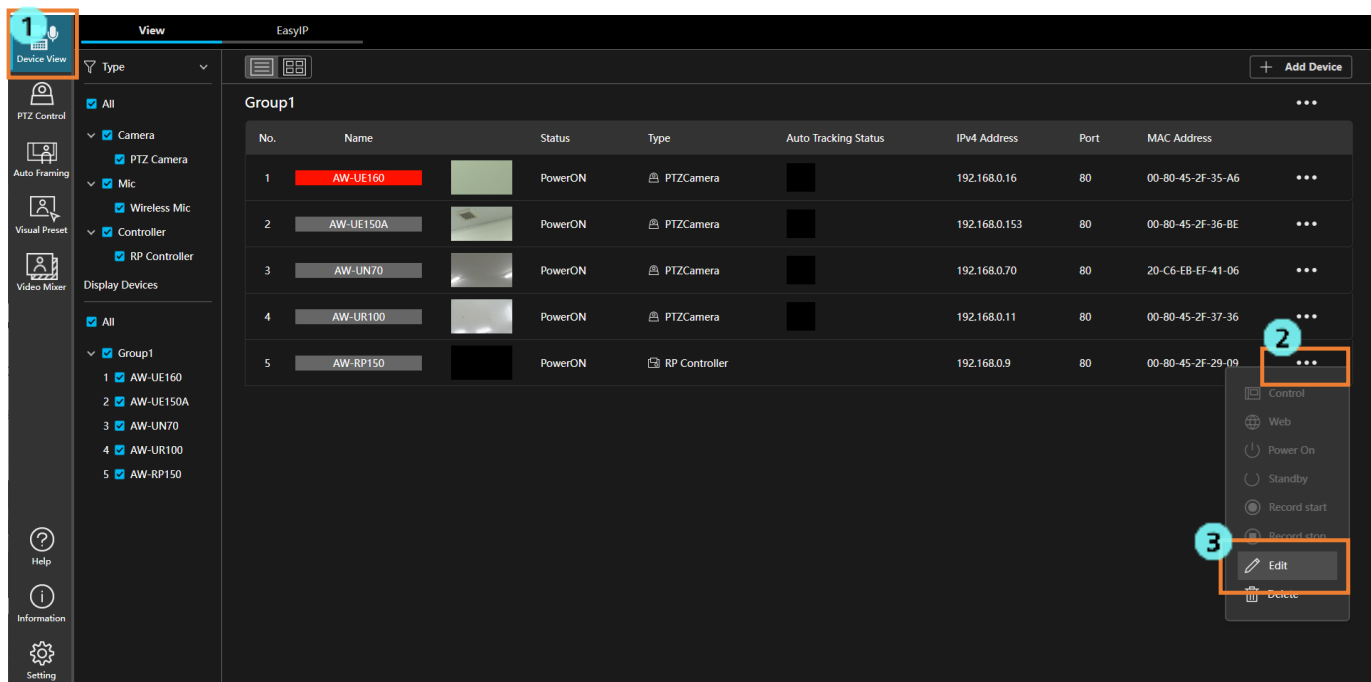 1
Device View
PTZ Control
Auto Framing
Visual Preset
Video Mixer
Help
Information
Setting
View EasyIP
Type
All
Camera
PTZ Camera
Mic
Wireless Mic
Controller
RP Controller
Display Devices
All
Group1
1 AW-UE160
2 AW-UE150A
3 AW-UN70
4 AW-UR100
5 AW-RP150
+ Add Device
Group1
No. Name Status Type Auto Tracking Status IPv4 Address Port MAC Address
1 AW-UE160 PowerON PTZCamera 192.168.0.16 80 00-80-45-2F-35-A6
2 AW-UE150A PowerON PTZCamera 192.168.0.153 80 00-80-45-2F-36-BE
3 AW-UN70 PowerON PTZCamera 192.168.0.70 80 20-C6-EB-EF-41-06
4 AW-UR100 PowerON PTZCamera 192.168.0.11 80 00-80-45-2F-37-36
2
5 AW-RP150 PowerON RP Controller 192.168.0.9 80 00-80-45-2F-29-09
Control
Web
Power On
Standby
Record start
Record stop
3
Edit
Delete